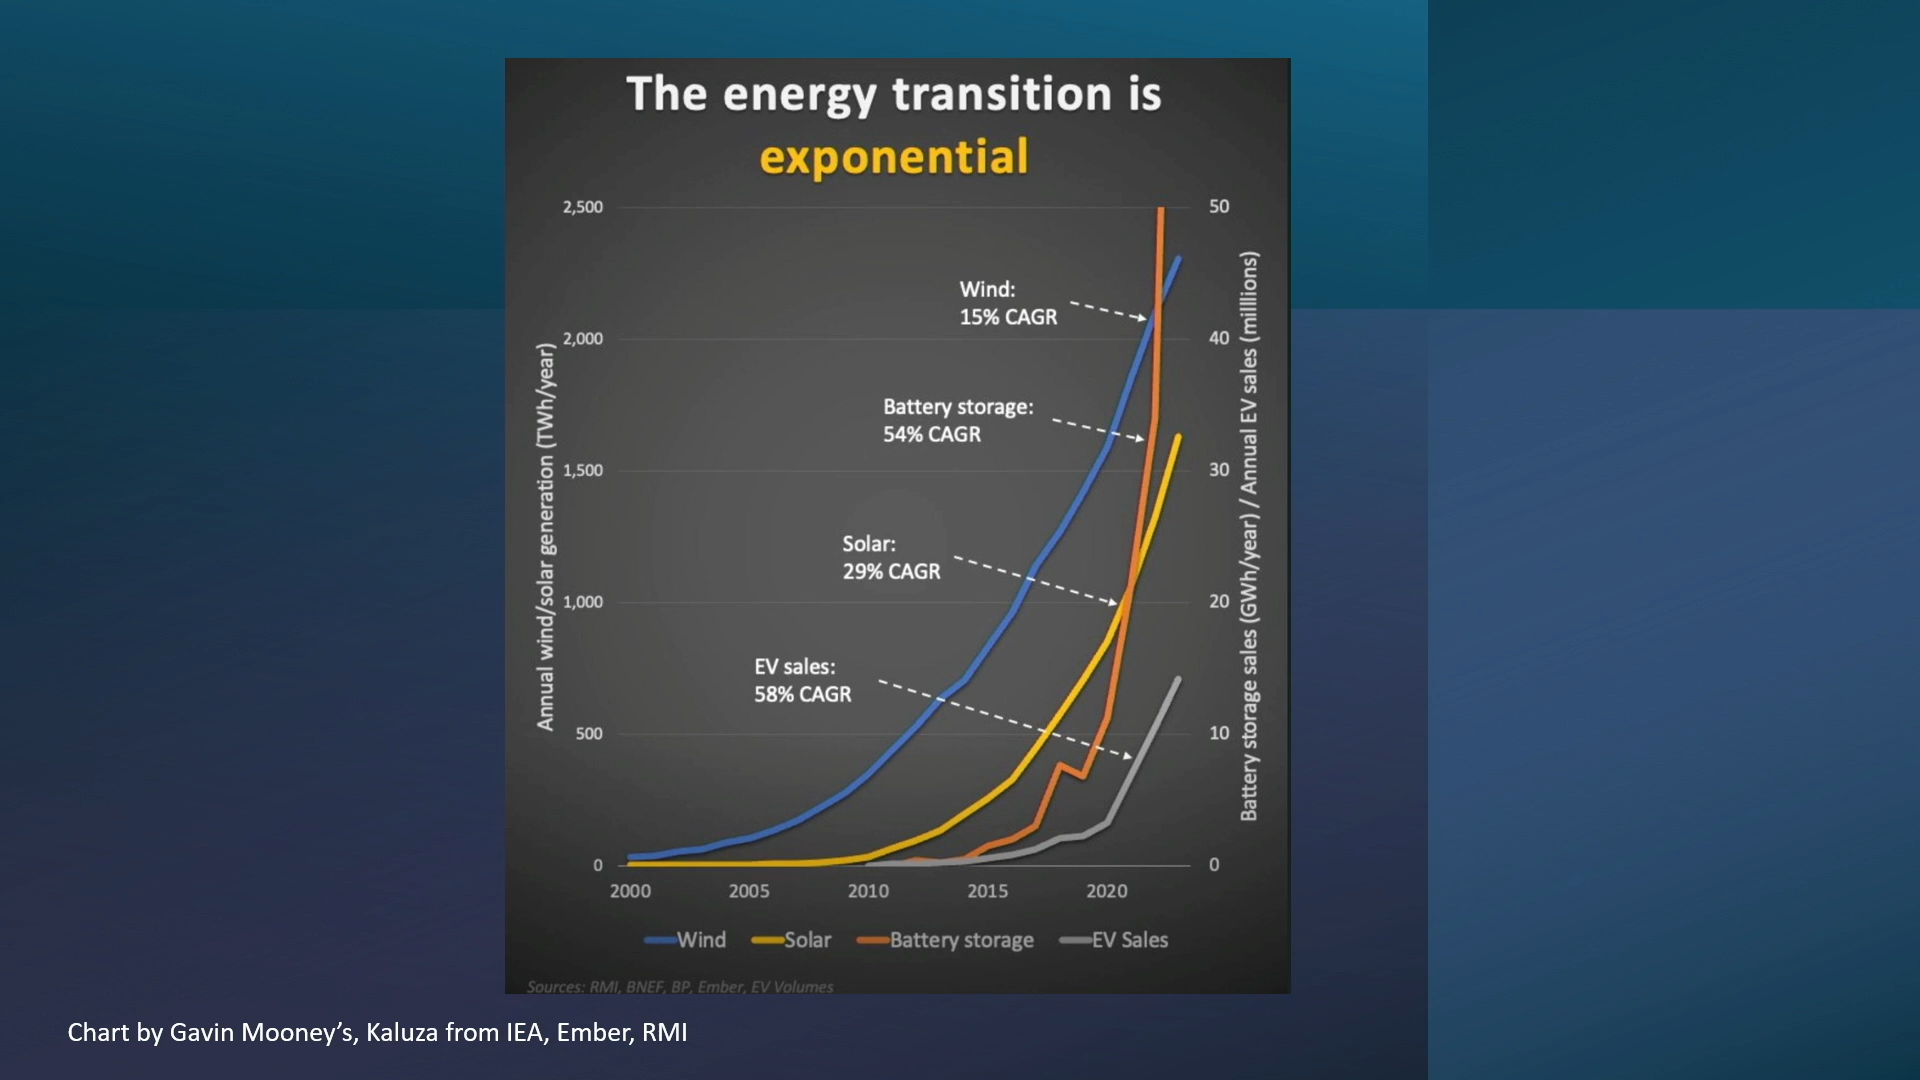 The energy transition is
exponential
2,500
2,000
1,500
1,000
500
0
Annual wind/solar generation (TWh/year)
50
40
30
20
10
0
Battery storage sales (GWh/year) / Annual EV sales (millions)
Wind:
15% CAGR
Battery storage:
54% CAGR
Solar:
29% CAGR
EV sales:
58% CAGR
2000 2005 2010 2015 2020
Wind Solar Battery storage EV Sales
Sources: RMI, BNEF, BP, Ember, EV Volumes
Chart by Gavin Mooney’s, Kaluza from IEA, Ember, RMI